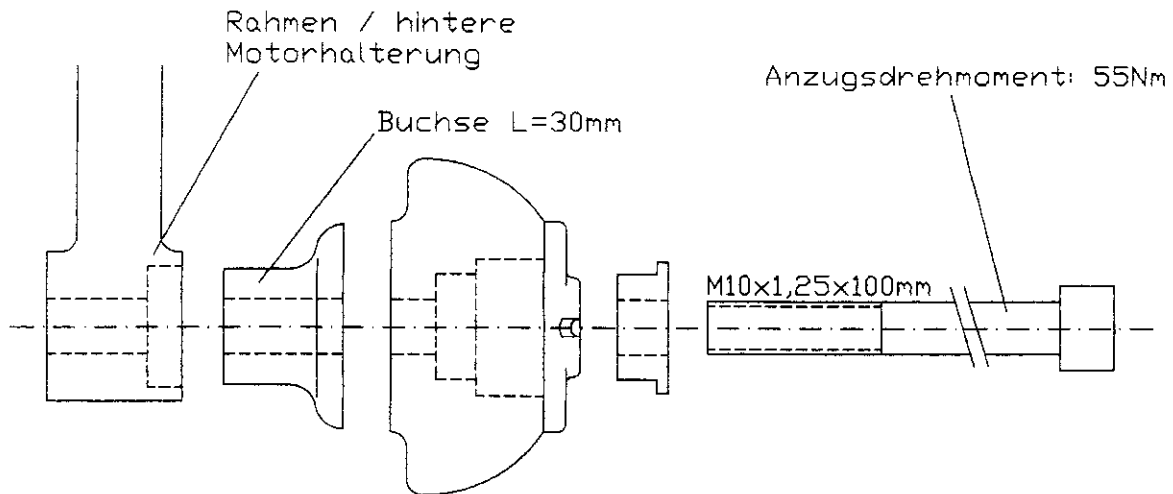 Rahmen / hintere
Motorhalterung
Anzugsdrehmoment: 55Nm
Buchse L=30mm
M10x1,25x100mm